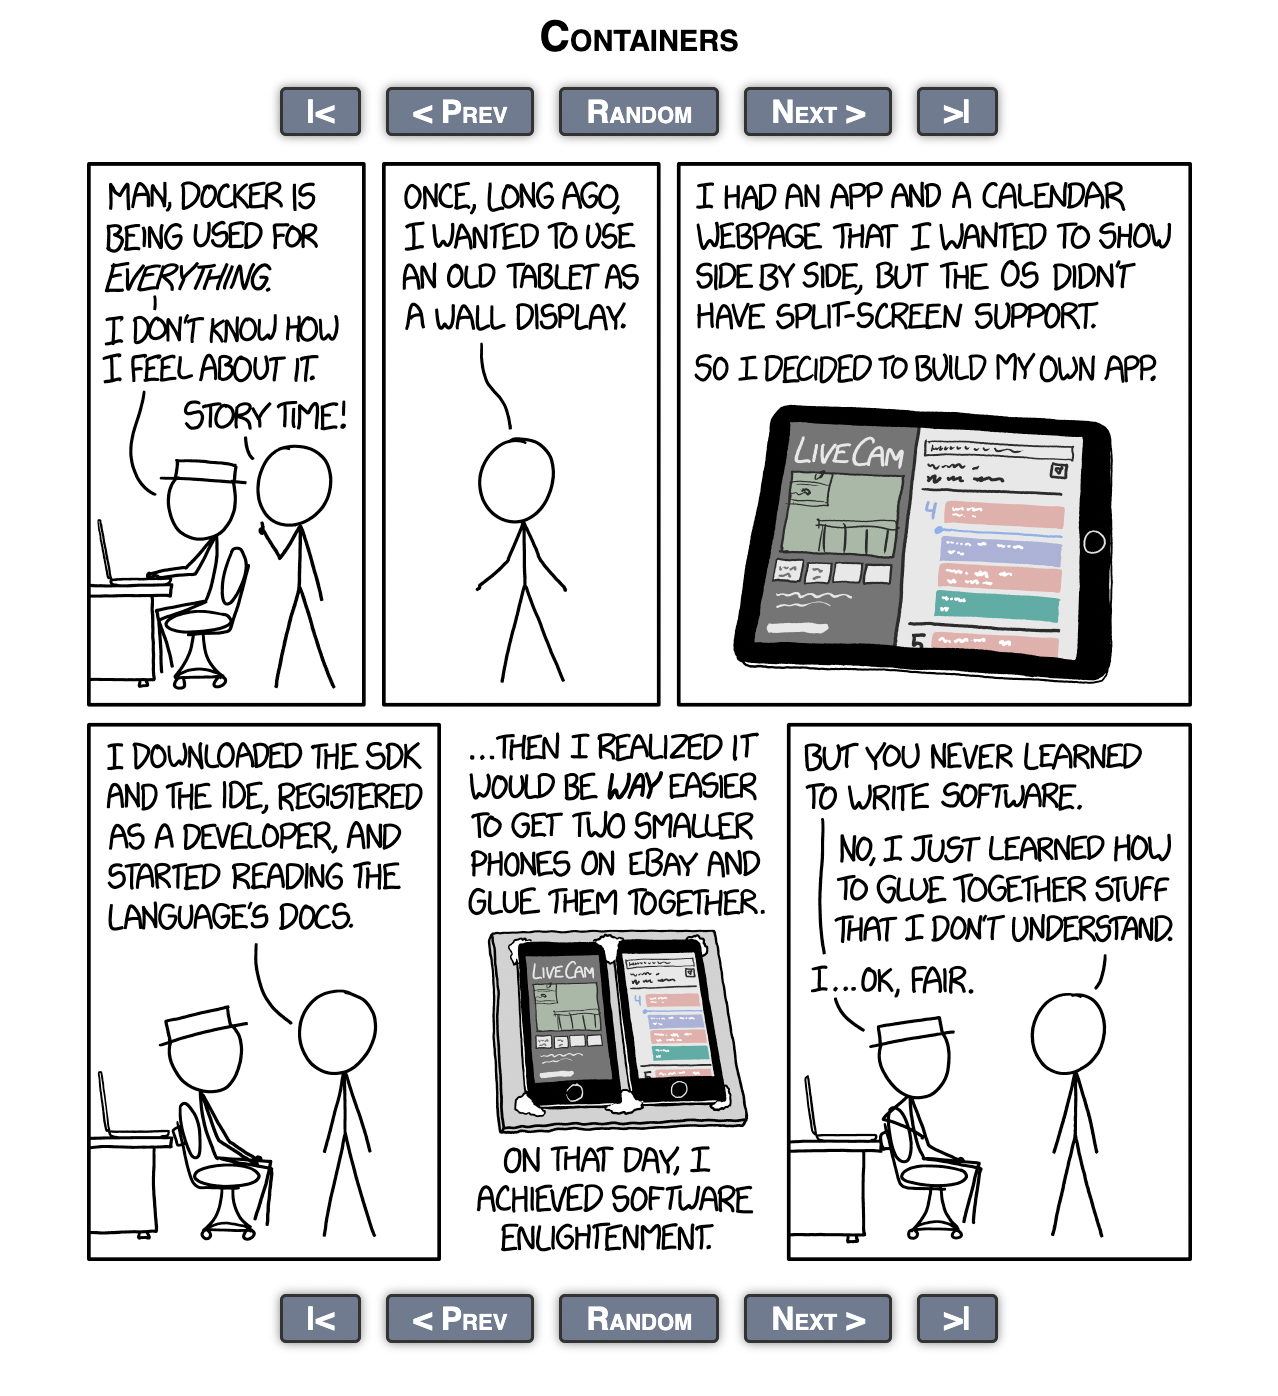 Containers
|<
< Prev
Random
Next >
>|
MAN, DOCKER IS
BEING USED FOR
EVERYTHING.
I DON'T KNOW HOW
I FEEL ABOUT IT.
STORY TIME!
ONCE, LONG AGO,
I WANTED TO USE
AN OLD TABLET AS
A WALL DISPLAY.
I HAD AN APP AND A CALENDAR
WEBPAGE THAT I WANTED TO SHOW
SIDE BY SIDE, BUT THE OS DIDN'T
HAVE SPLIT-SCREEN SUPPORT.
SO I DECIDED TO BUILD MY OWN APP.
LIVECAM
4
5
I DOWNLOADED THE SDK
AND THE IDE, REGISTERED
AS A DEVELOPER, AND
STARTED READING THE
LANGUAGE'S DOCS.
...THEN I REALIZED IT
WOULD BE WAY EASIER
TO GET TWO SMALLER
PHONES ON EBAY AND
GLUE THEM TOGETHER.
LIVECAM
4
5
ON THAT DAY, I
ACHIEVED SOFTWARE
ENLIGHTENMENT.
BUT YOU NEVER LEARNED
TO WRITE SOFTWARE.
NO, I JUST LEARNED HOW
TO GLUE TOGETHER STUFF
THAT I DON'T UNDERSTAND.
I...OK, FAIR.
|<
< Prev
Random
Next >
>|